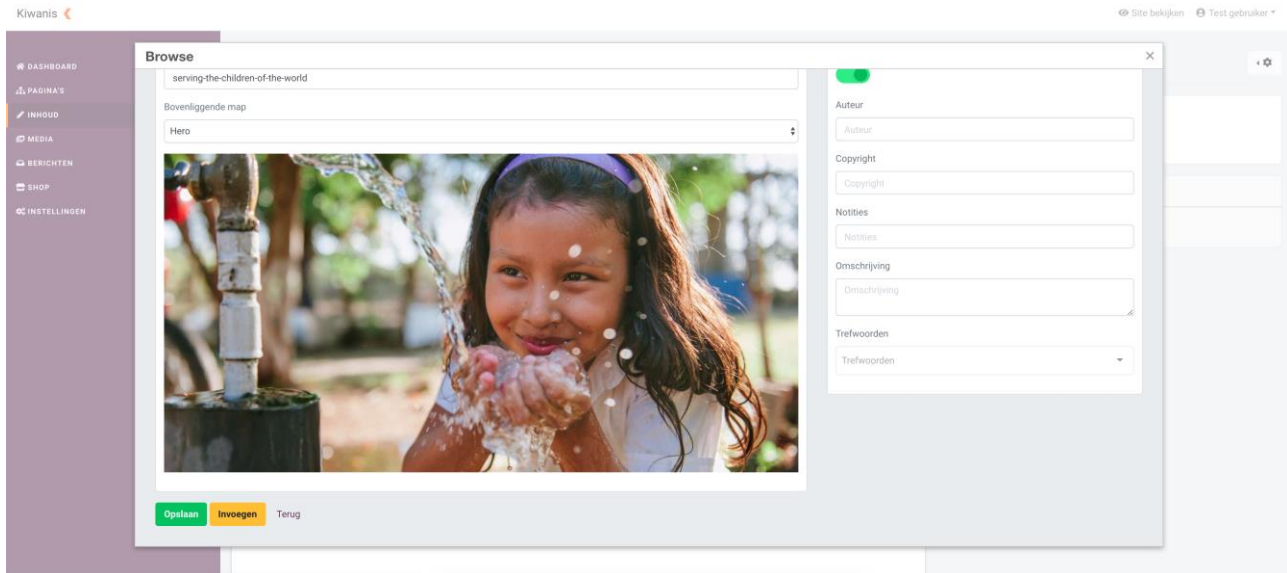 Kiwanis
Site bekijken
Test gebruiker
DASHBOARD
PAGINA'S
INHOUD
MEDIA
BERICHTEN
SHOP
INSTELLINGEN
Browse
serving-the-children-of-the-world
Bovenliggende map
Hero
Opslaan
Invoegen
Terug
Auteur
Auteur
Copyright
Copyright
Notities
Notities
Omschrijving
Omschrijving
Trefwoorden
Trefwoorden